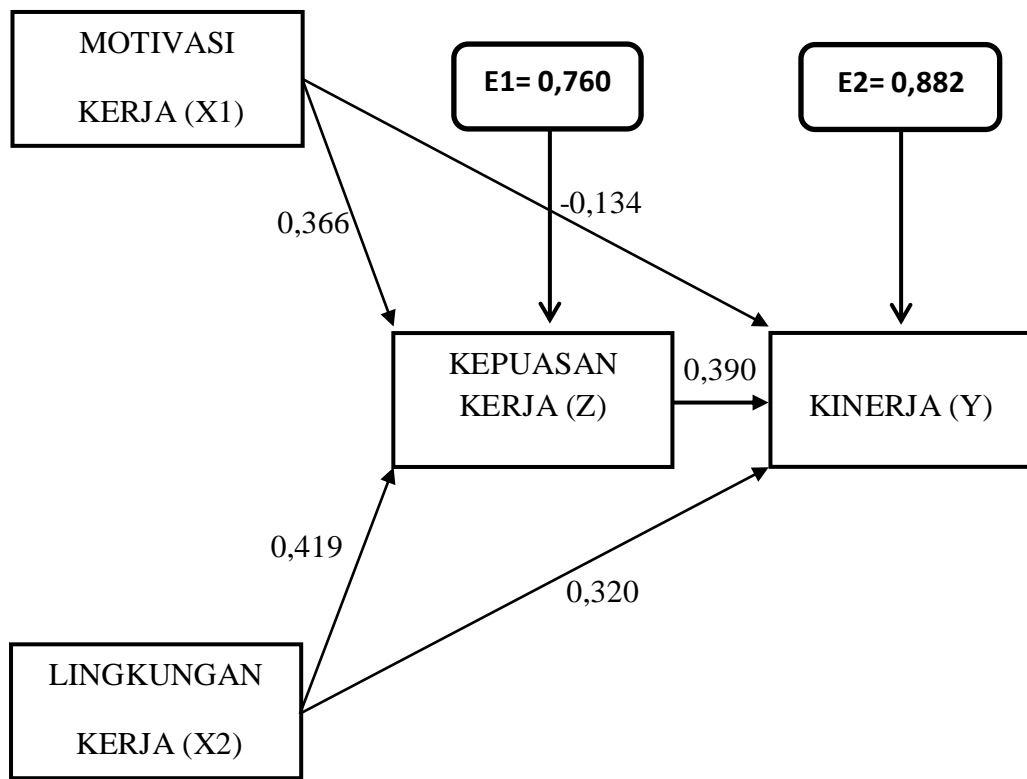 MOTIVASI
KERJA (X1)
E1= 0,760
E2= 0,882
0,366
-0,134
KEPUASAN
KERJA (Z)
0,390
KINERJA (Y)
0,419
0,320
LINGKUNGAN
KERJA (X2)